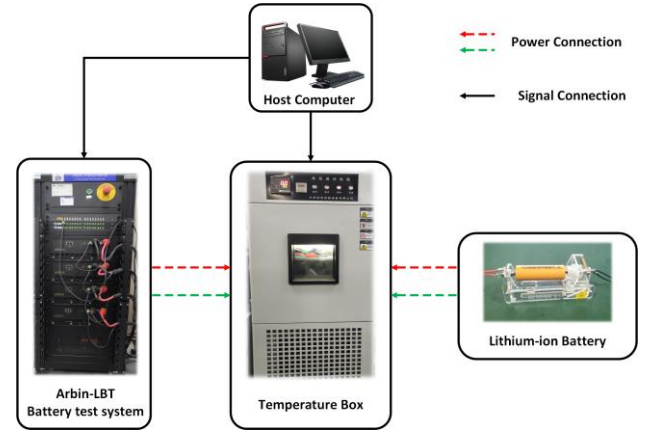 Host Computer
Power Connection
Signal Connection
Arbin-LBT
Battery test system
Temperature Box
Lithium-ion Battery